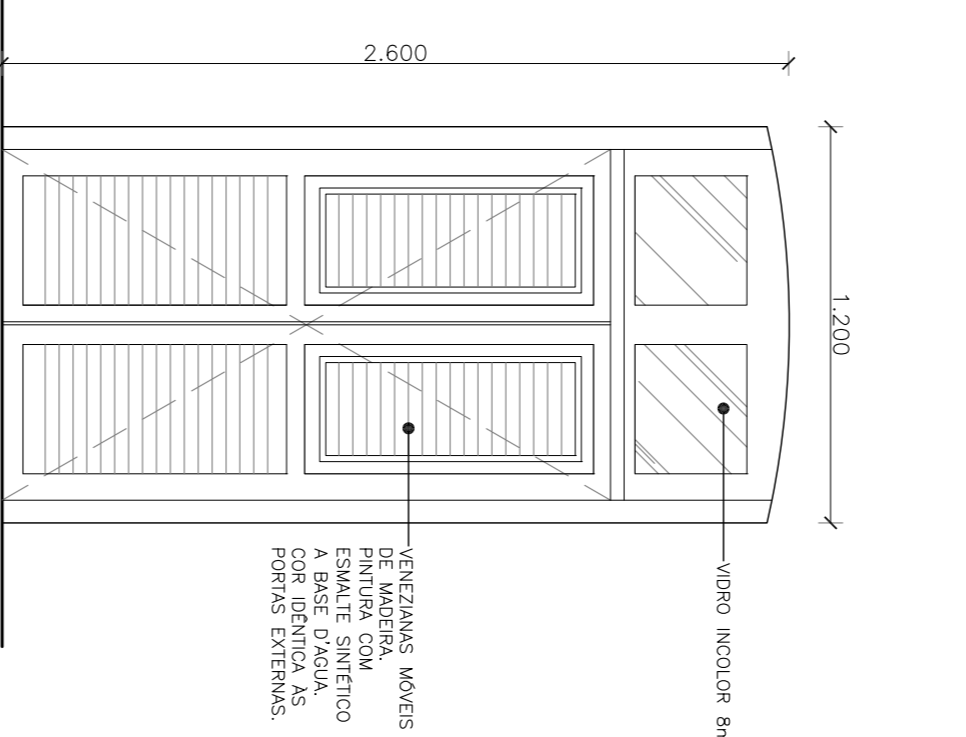 2.600
1.200
VIDRO INCOLOR
VENEZIANAS MÓVEIS
DE MADEIRA.
PINTURA COM
ESMALTE SINTÉTICO
A BASE D'AGUA.
COR IDÊNTICA ÀS
PORTAS EXTERNAS.